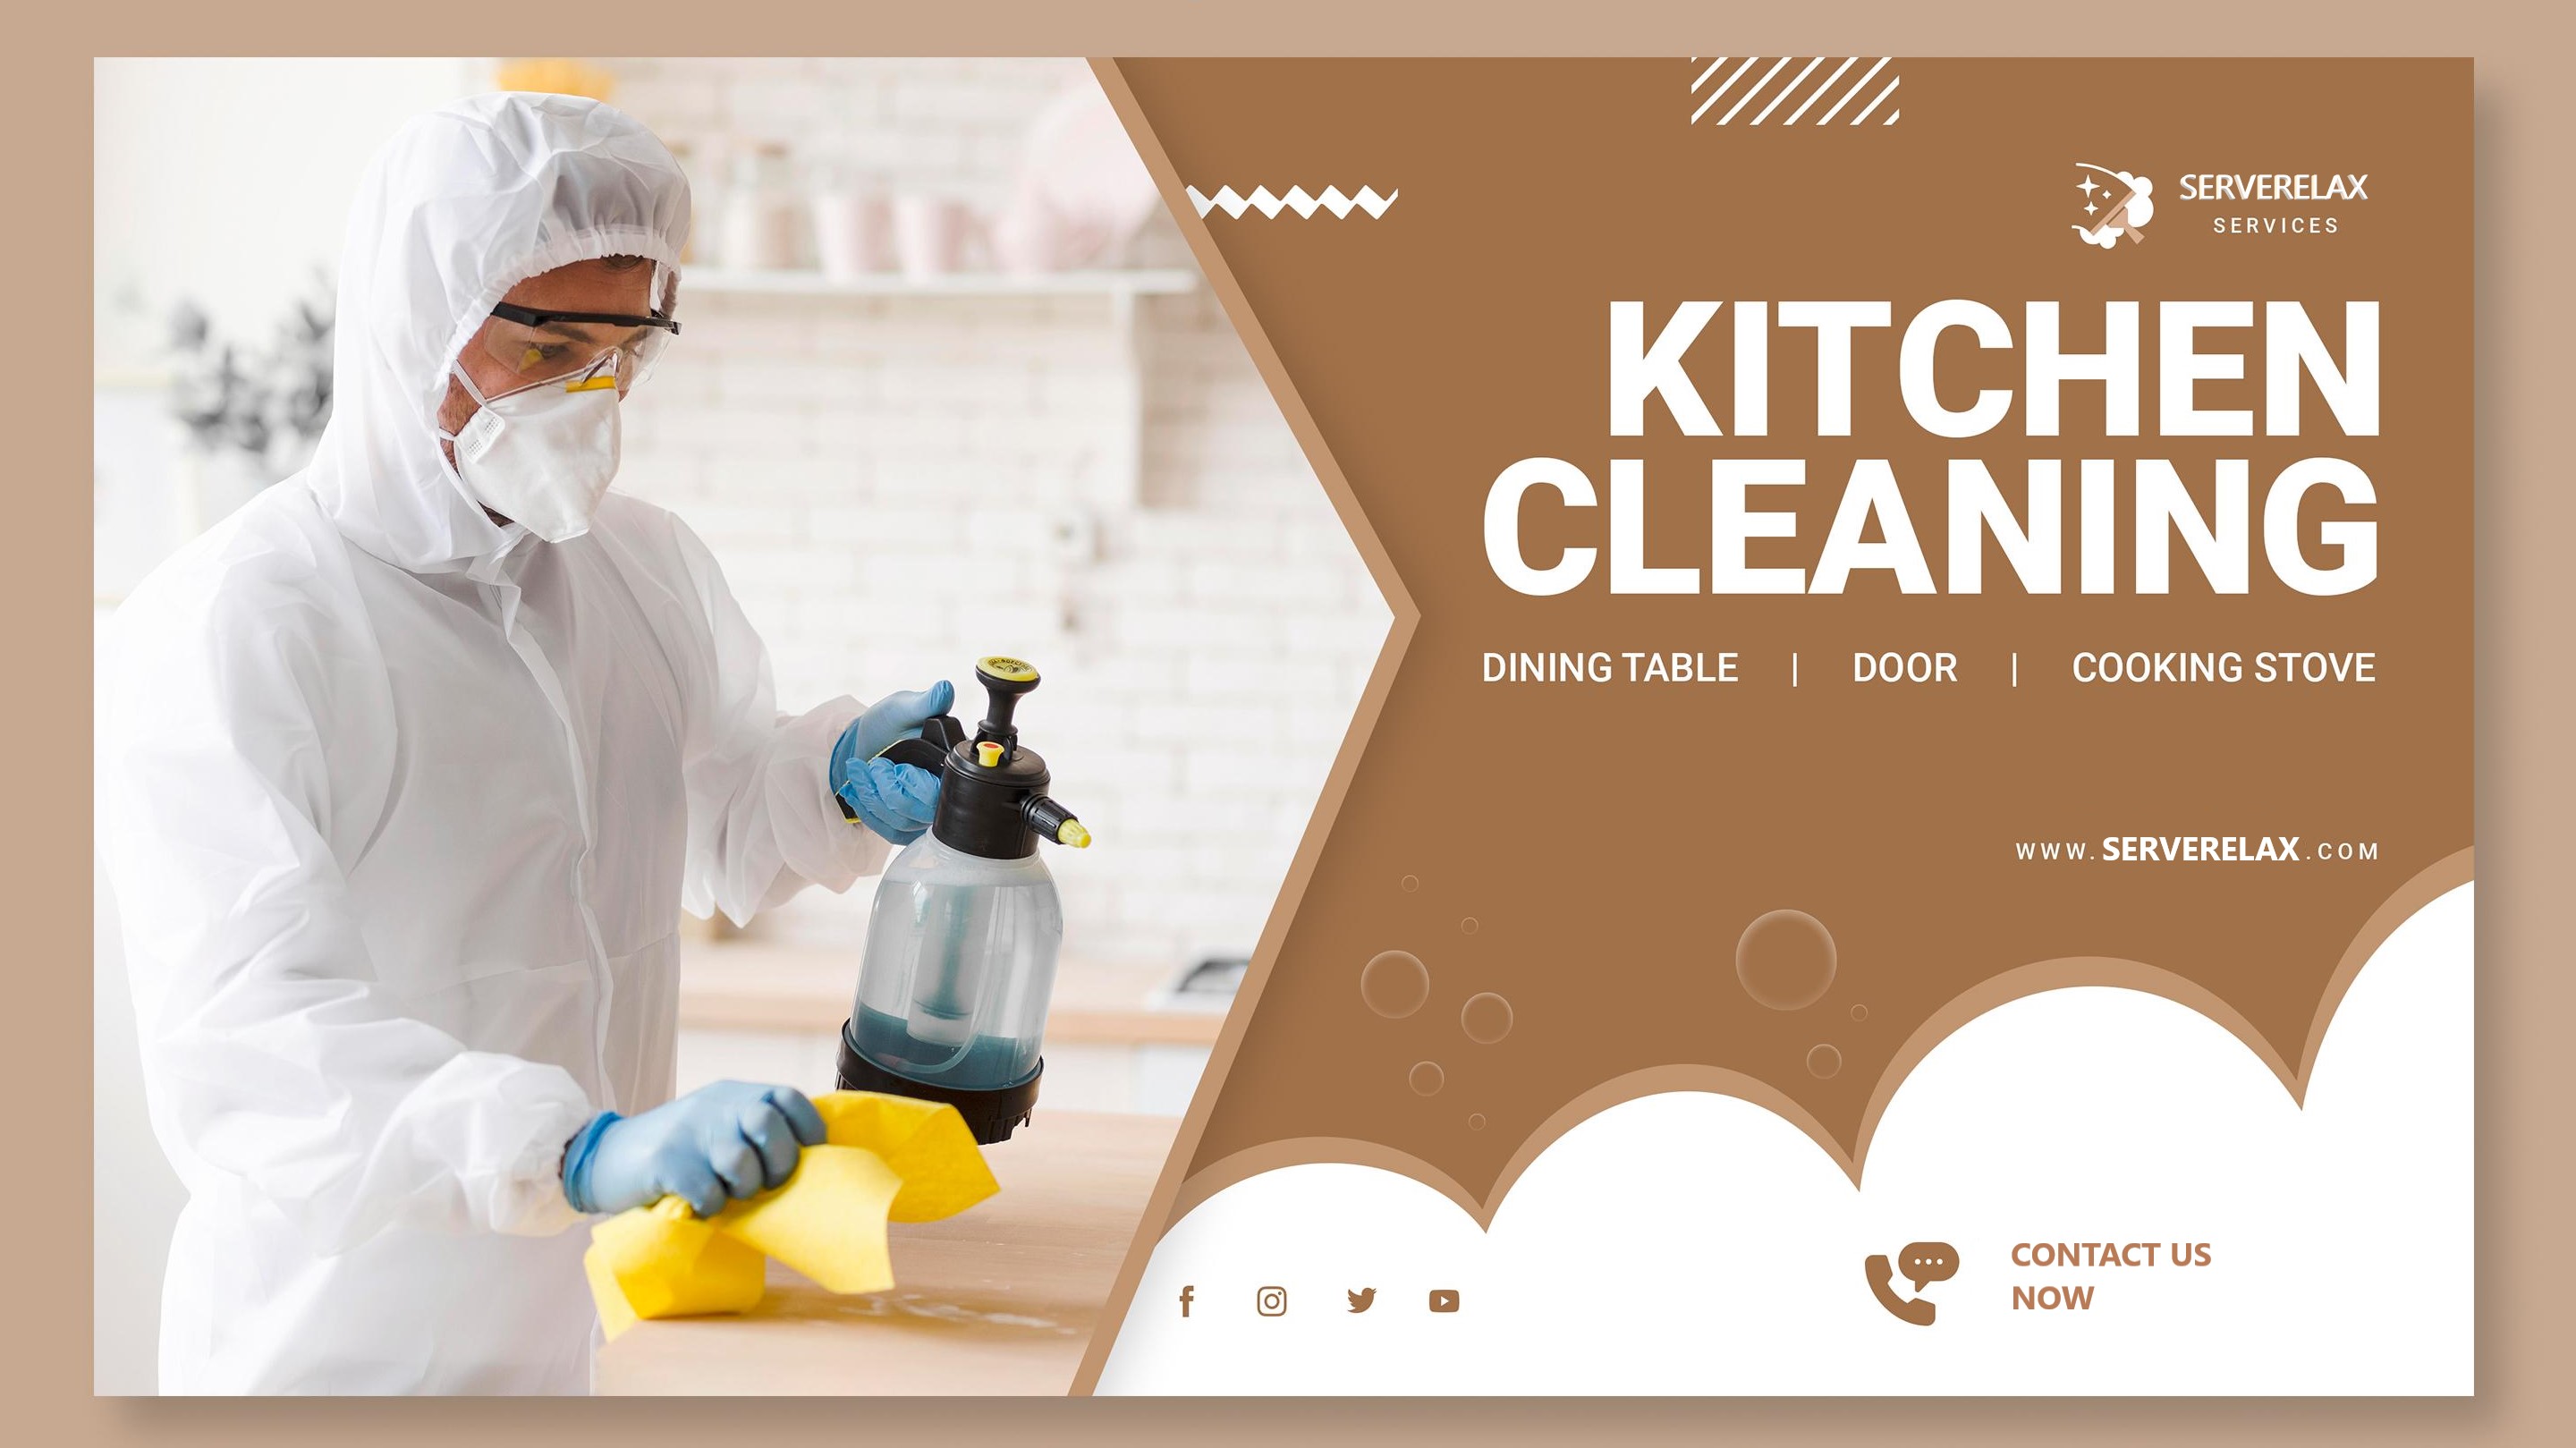 SERVERELAX
SERVICES
KITCHEN
CLEANING
DINING TABLE | DOOR | COOKING STOVE
WWW.SERVERELAX.COM
CONTACT US
NOW